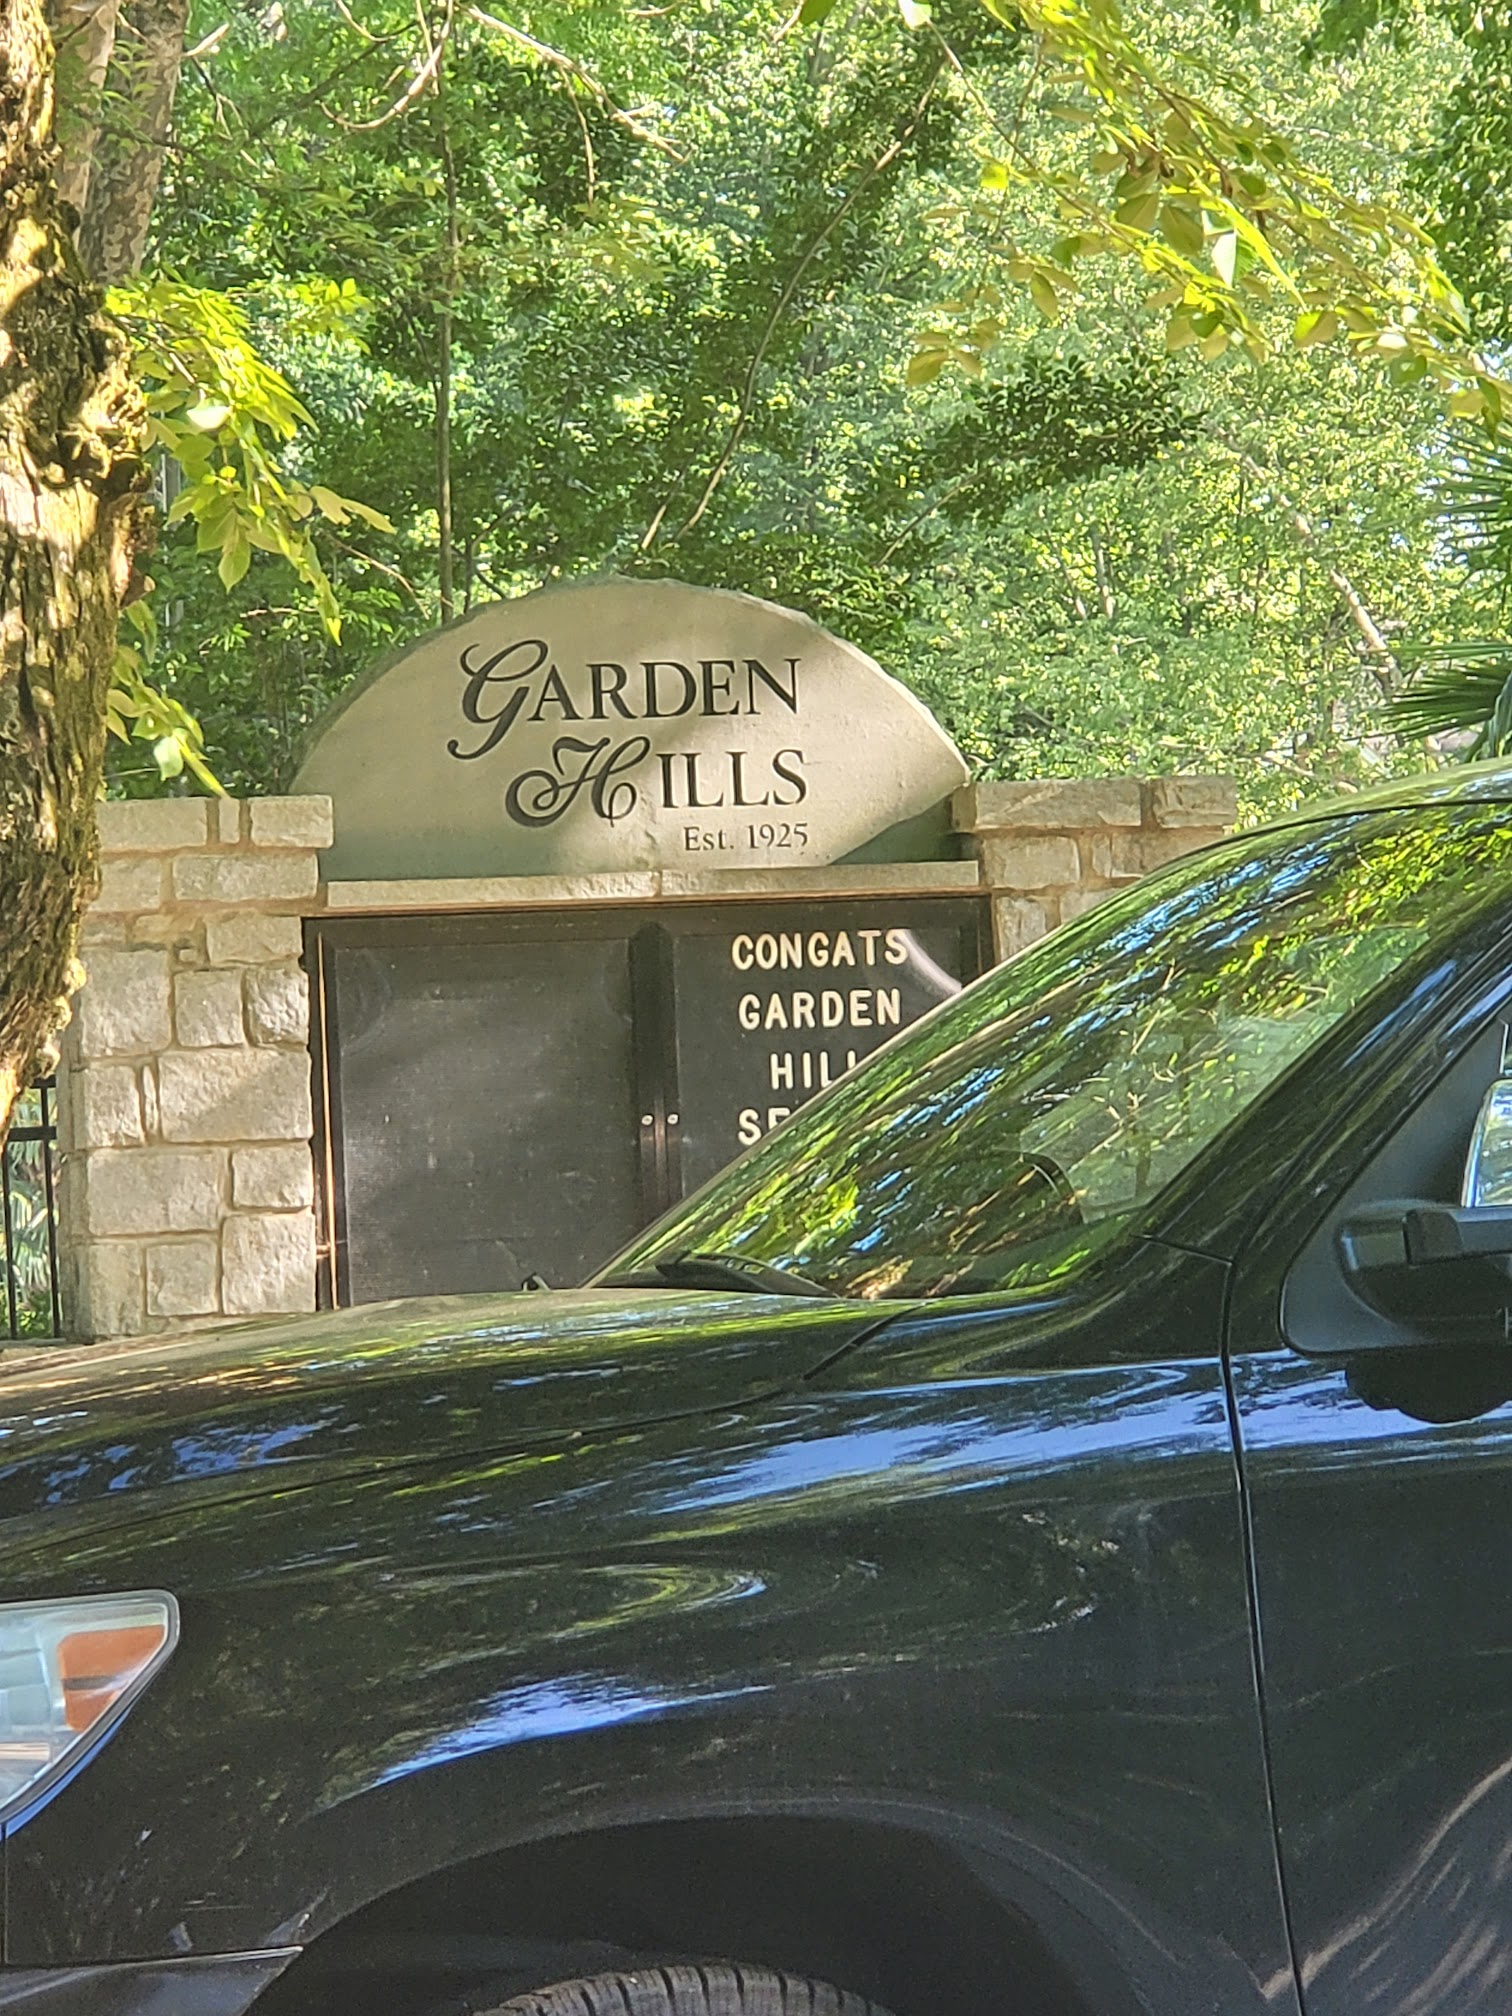 GARDEN
HILLS
Est. 1925
CONGATS
GARDEN